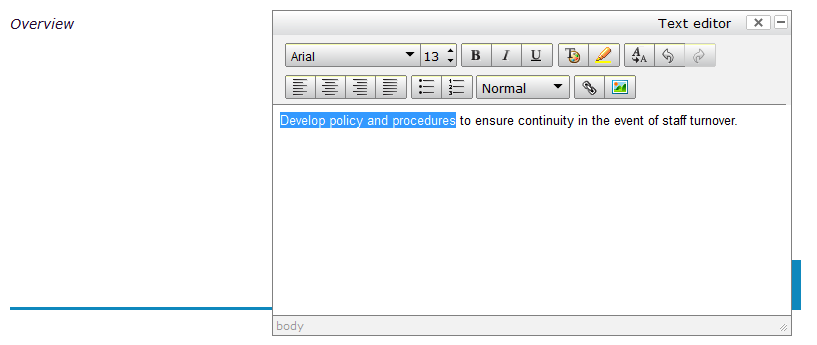 Overview
Text editor
Arial 13 B I U
Normal
Develop policy and procedures to ensure continuity in the event of staff turnover.
body